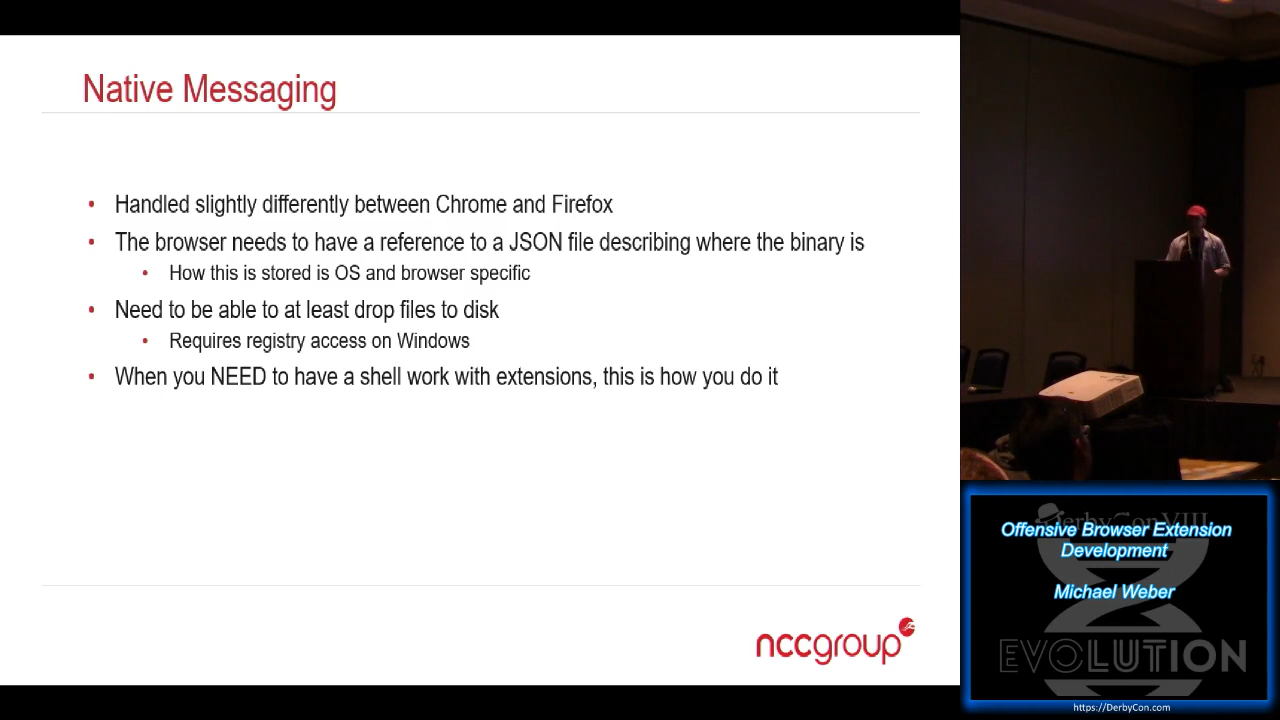 Native Messaging
Handled slightly differently between Chrome and Firefox
The browser needs to have a reference to a JSON file describing where the binary is
How this is stored is OS and browser specific
Need to be able to at least drop files to disk
Requires registry access on Windows
When you NEED to have a shell work with extensions, this is how you do it
nccgroup
DerbyCon VIII
Offensive Browser Extension
Development
Michael Weber
EVOLUTION
https://DerbyCon.com